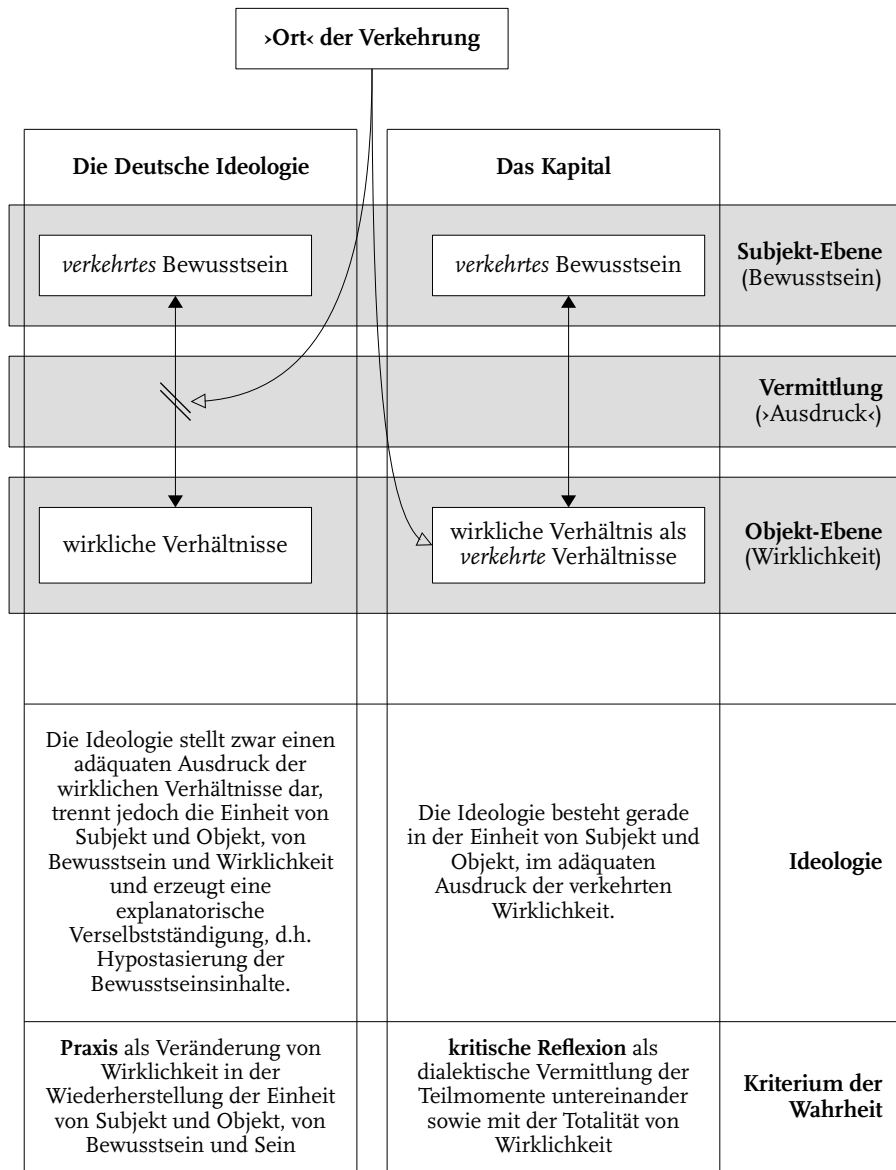 ›Ort‹ der Verkehrung
Die Deutsche Ideologie
Das Kapital
verkehrtes Bewusstsein
verkehrtes Bewusstsein
Subjekt-Ebene
(Bewusstsein)
Vermittlung
(›Ausdruck‹)
wirkliche Verhältnisse
wirkliche Verhältnis als
verkehrte Verhältnisse
Objekt-Ebene
(Wirklichkeit)
Die Ideologie stellt zwar einen
adäquaten Ausdruck der
wirklichen Verhältnisse dar,
trennt jedoch die Einheit von
Subjekt und Objekt, von
Bewusstsein und Wirklichkeit
und erzeugt eine
explanatorische
Verselbstständigung, d.h.
Hypostasierung der
Bewusstseinsinhalte.
Die Ideologie besteht gerade
in der Einheit von Subjekt und
Objekt, im adäquaten
Ausdruck der verkehrten
Wirklichkeit.
Ideologie
Praxis als Veränderung von
Wirklichkeit in der
Wiederherstellung der Einheit
von Subjekt und Objekt, von
Bewusstsein und Sein
kritische Reflexion als
dialektische Vermittlung der
Teilmomente untereinander
sowie mit der Totalität von
Wirklichkeit
Kriterium der
Wahrheit